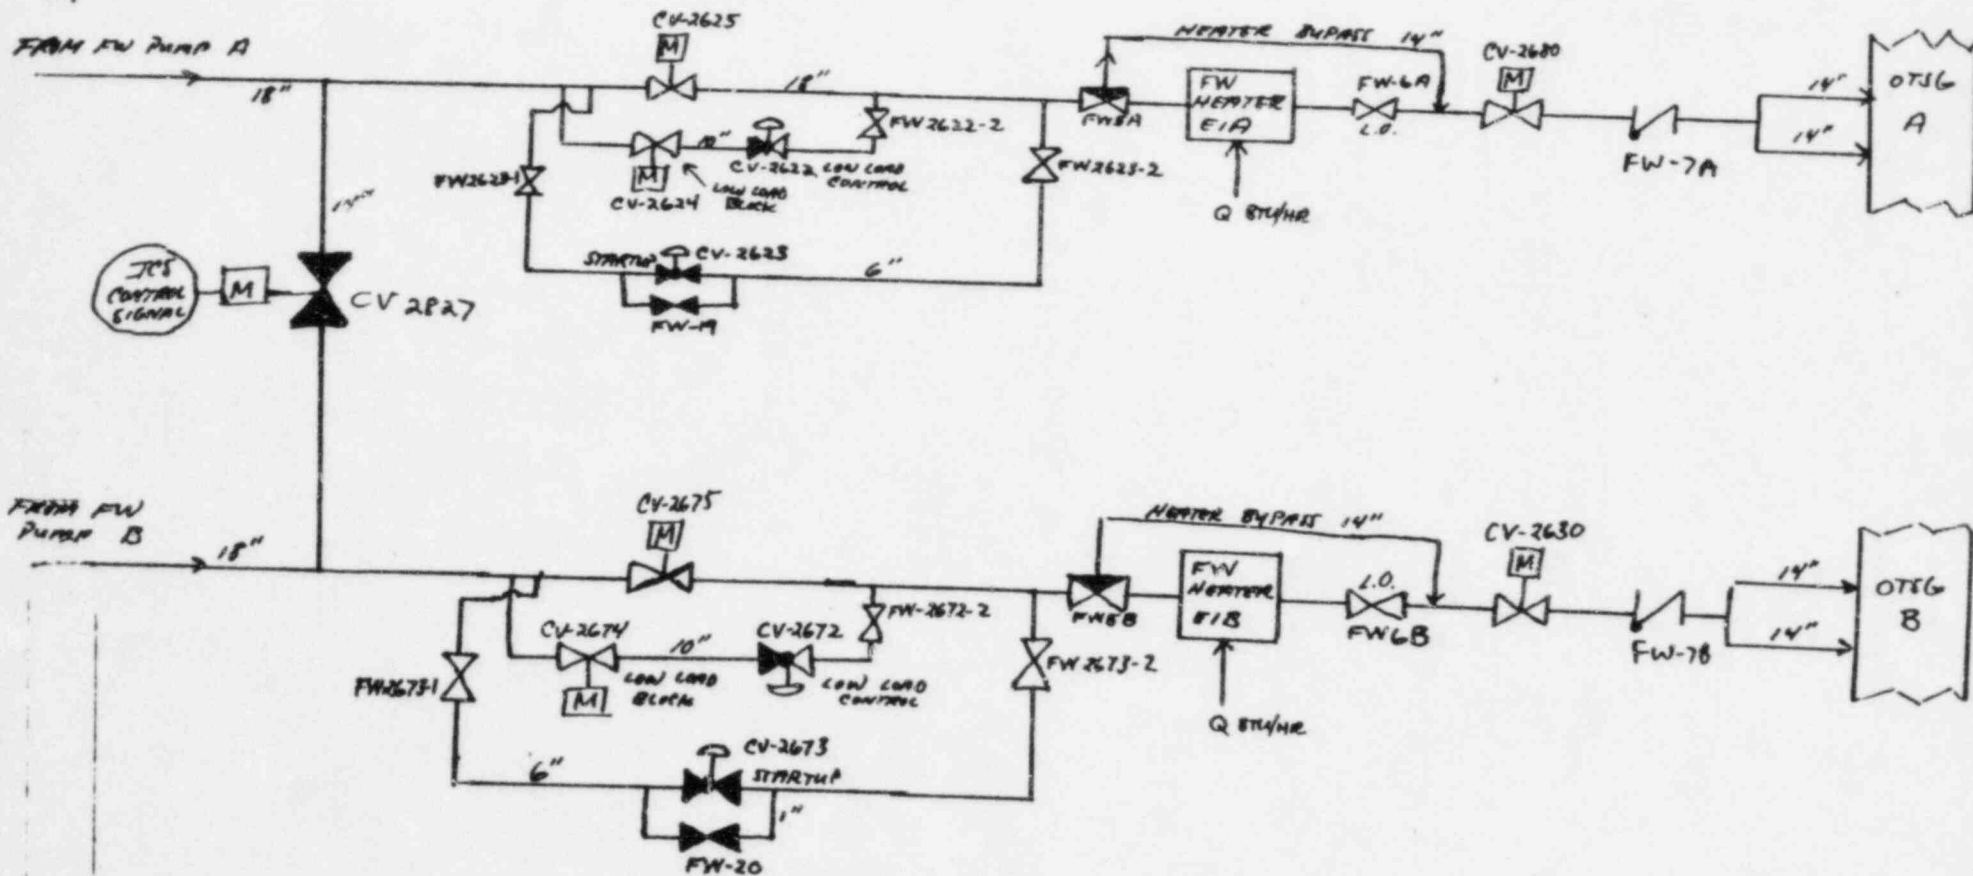 CV-2625
M
FROM FW PUMP A
18"
18"
HEATER BYPASS 14"
CV-2680
M
FW
HEATER
E1A
FW-6A
L.O.
FW5A
OTSG
A
14"
14"
FW2622-2
10"
CV-2622
LOW LOAD
CONTROL
M
CV-2624
LOW LOAD
BLOCK
FW2623-1
FW2623-2
FW-7A
Q BTU/HR
STARTUP
CV-2623
6"
FW-19
ICS
CONTROL
SIGNAL
M
CV 2827
FROM FW
PUMP B
18"
CV-2675
M
HEATER BYPASS 14"
CV-2630
M
FW
HEATER
E1B
L.O.
FW6B
FW5B
OTSG
B
14"
14"
FW-2672-2
CV-2674
10"
CV-2672
LOW LOAD
BLOCK
M
LOW LOAD
CONTROL
FW2673-1
FW2673-2
FW-7B
Q BTU/HR
CV-2673
STARTUP
6"
1"
FW-20